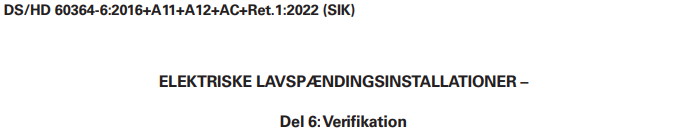 DS/HD 60364-6:2016+A11+A12+AC+Ret.1:2022 (SIK)
ELEKTRISKE LAVSPÆNDINGSINSTALLATIONER –
Del 6: Verifikation